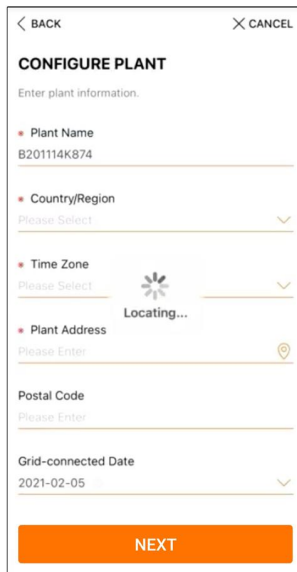 BACK
CANCEL
CONFIGURE PLANT
Enter plant information.
* Plant Name
B201114K874
* Country/Region
Please Select
* Time Zone
Please Select
Locating...
* Plant Address
Please Enter
Postal Code
Please Enter
Grid-connected Date
2021-02-05
NEXT